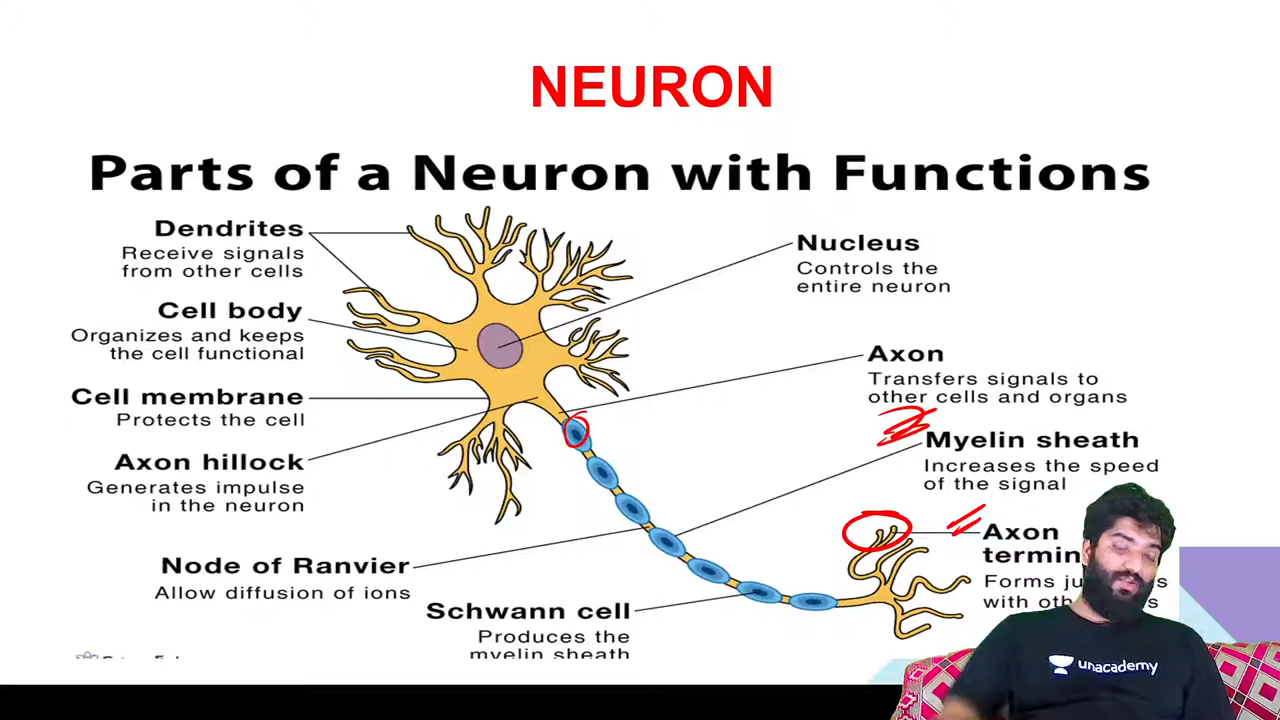 NEURON
Parts of a Neuron with Functions
Dendrites
Receive signals
from other cells
Cell body
Organizes and keeps
the cell functional
Cell membrane
Protects the cell
Axon hillock
Generates impulse
in the neuron
Node of Ranvier
Allow diffusion of ions
Schwann cell
Produces the
myelin sheath
Nucleus
Controls the
entire neuron
Axon
Transfers signals to
other cells and organs
Myelin sheath
Increases the speed
of the signal
Axon
Forms
with
unacademy